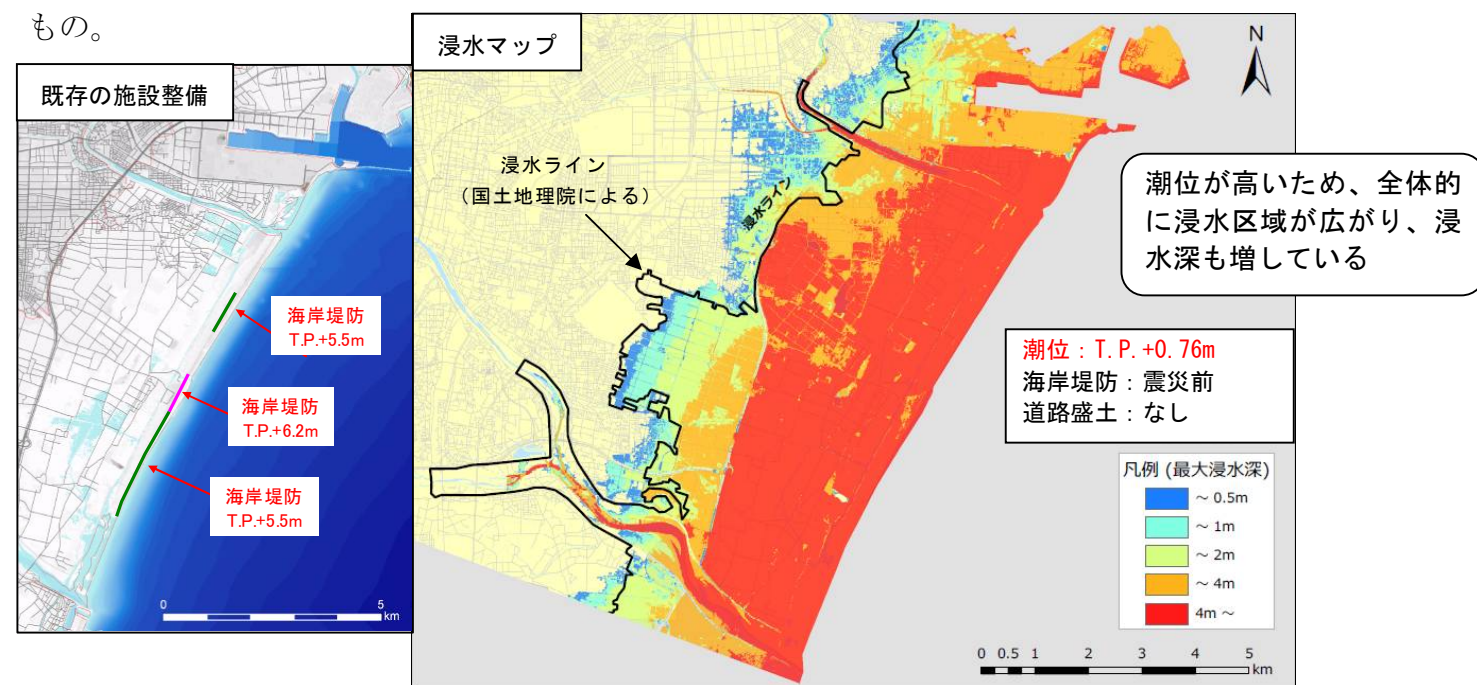 もの。
既存の施設整備
海岸堤防
T.P.+5.5m
海岸堤防
T.P.+6.2m
海岸堤防
T.P.+5.5m
0 5
km
浸水マップ
浸水ライン
(国土地理院による)
浸水ライン
N
潮位が高いため、全体的
に浸水区域が広がり、浸
水深も増している
潮位：T.P.+0.76m
海岸堤防：震災前
道路盛土：なし
凡例 (最大浸水深)
～ 0.5m
～ 1m
～ 2m
～ 4m
4m ～
0 0.5 1 2 3 4 5
km